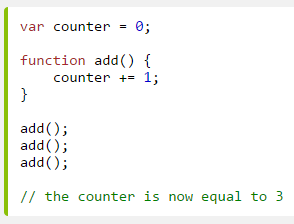 var counter = 0;
function add() {
    counter += 1;
}
add();
add();
add();
// the counter is now equal to 3